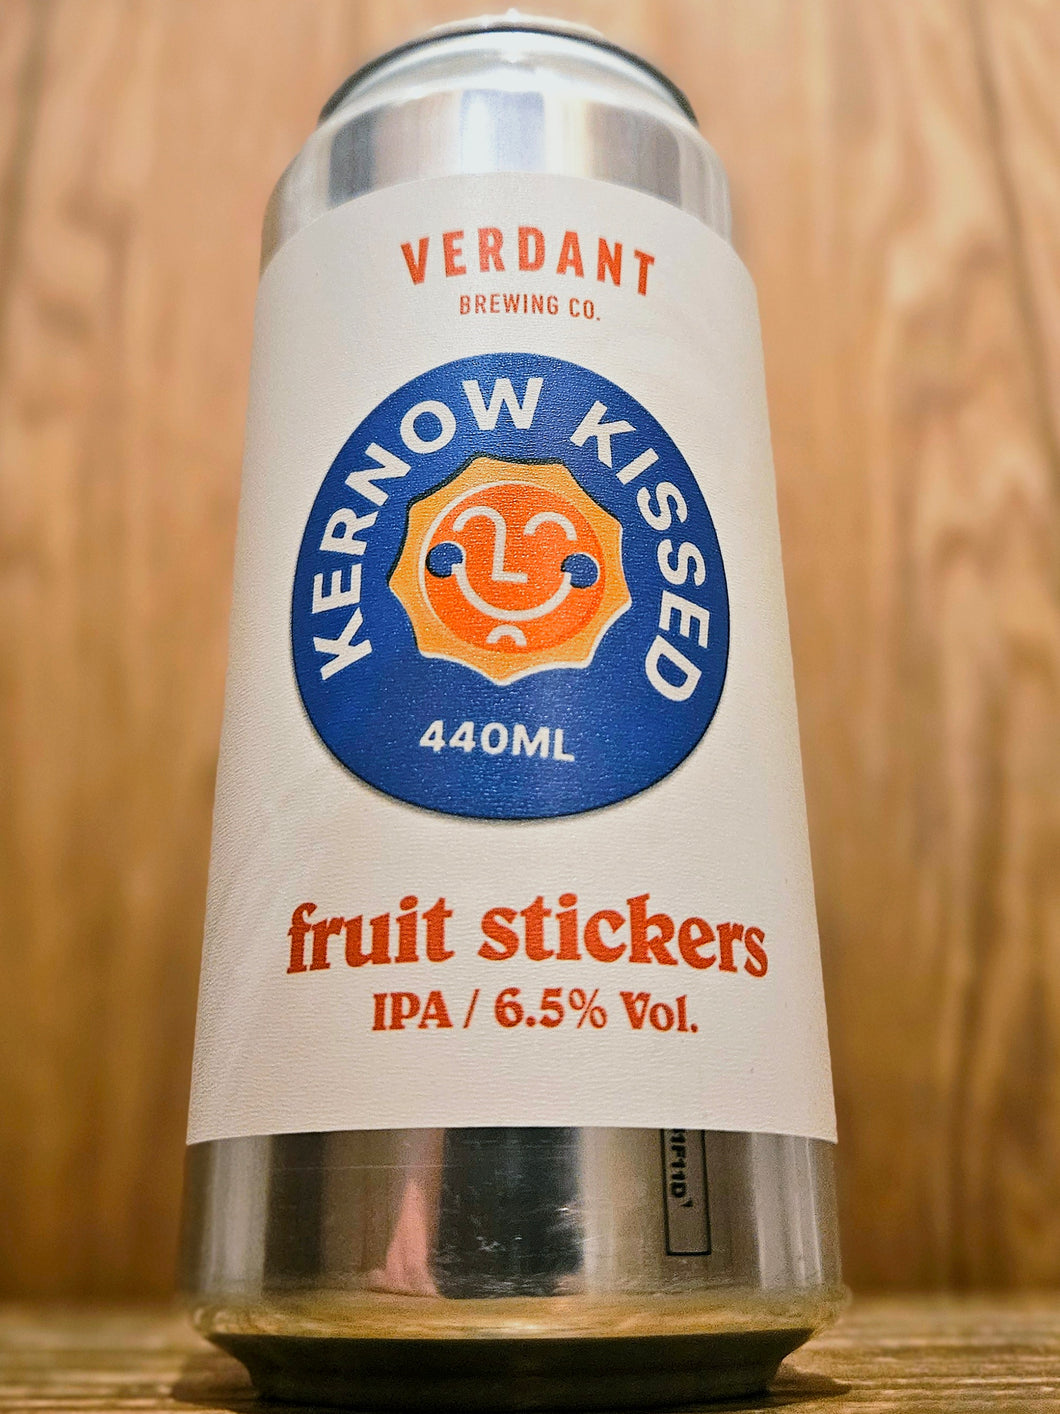 VERDANT
BREWING CO.
KERNOW KISSED
440ML
fruit stickers
IPA / 6.5% Vol.